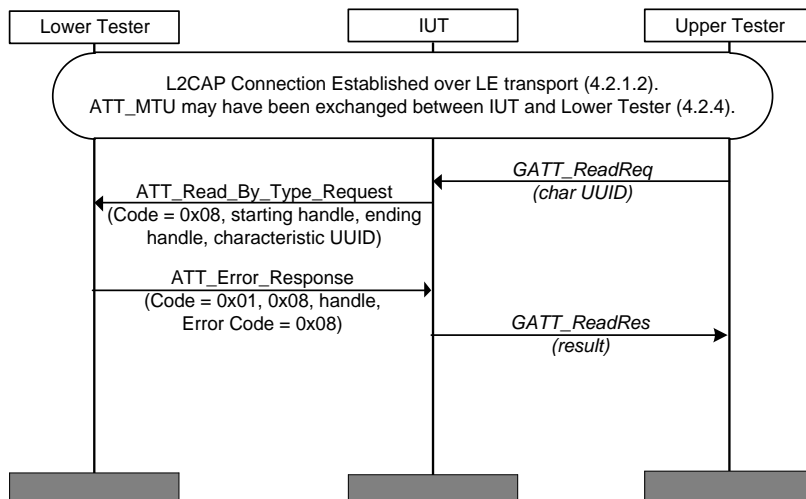 Lower Tester
IUT
Upper Tester
L2CAP Connection Established over LE transport (4.2.1.2).
ATT_MTU may have been exchanged between IUT and Lower Tester (4.2.4).
GATT_ReadReq
(char UUID)
ATT_Read_By_Type_Request
(Code = 0x08, starting handle, ending
handle, characteristic UUID)
ATT_Error_Response
(Code = 0x01, 0x08, handle,
Error Code = 0x08)
GATT_ReadRes
(result)